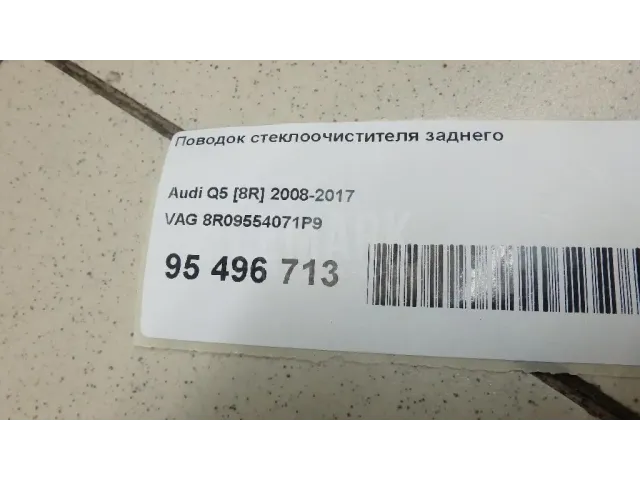 Поводок стеклоочистителя заднего
Audi Q5 [8R] 2008-2017
VAG 8R09554071P9
95 496 713